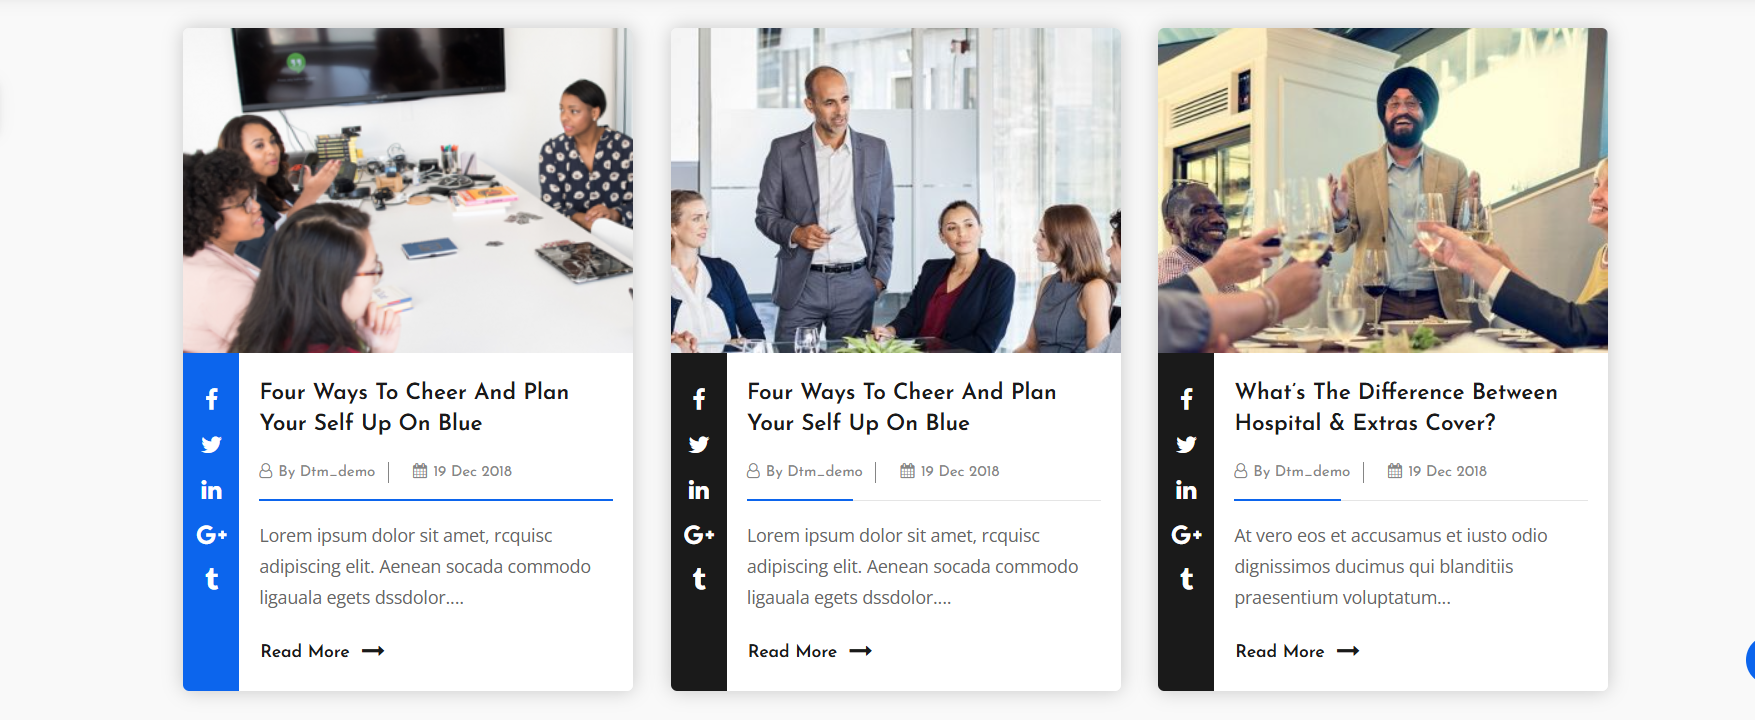 Four Ways To Cheer And Plan
Your Self Up On Blue
By Dtm_demo
19 Dec 2018
Lorem ipsum dolor sit amet, rcquisc
adipiscing elit. Aenean socada commodo
ligauala egets dssdolor....
Read More
Four Ways To Cheer And Plan
Your Self Up On Blue
By Dtm_demo
19 Dec 2018
Lorem ipsum dolor sit amet, rcquisc
adipiscing elit. Aenean socada commodo
ligauala egets dssdolor....
Read More
What's The Difference Between
Hospital & Extras Cover?
By Dtm_demo
19 Dec 2018
At vero eos et accusamus et iusto odio
dignissimos ducimus qui blanditiis
praesentium voluptatum...
Read More